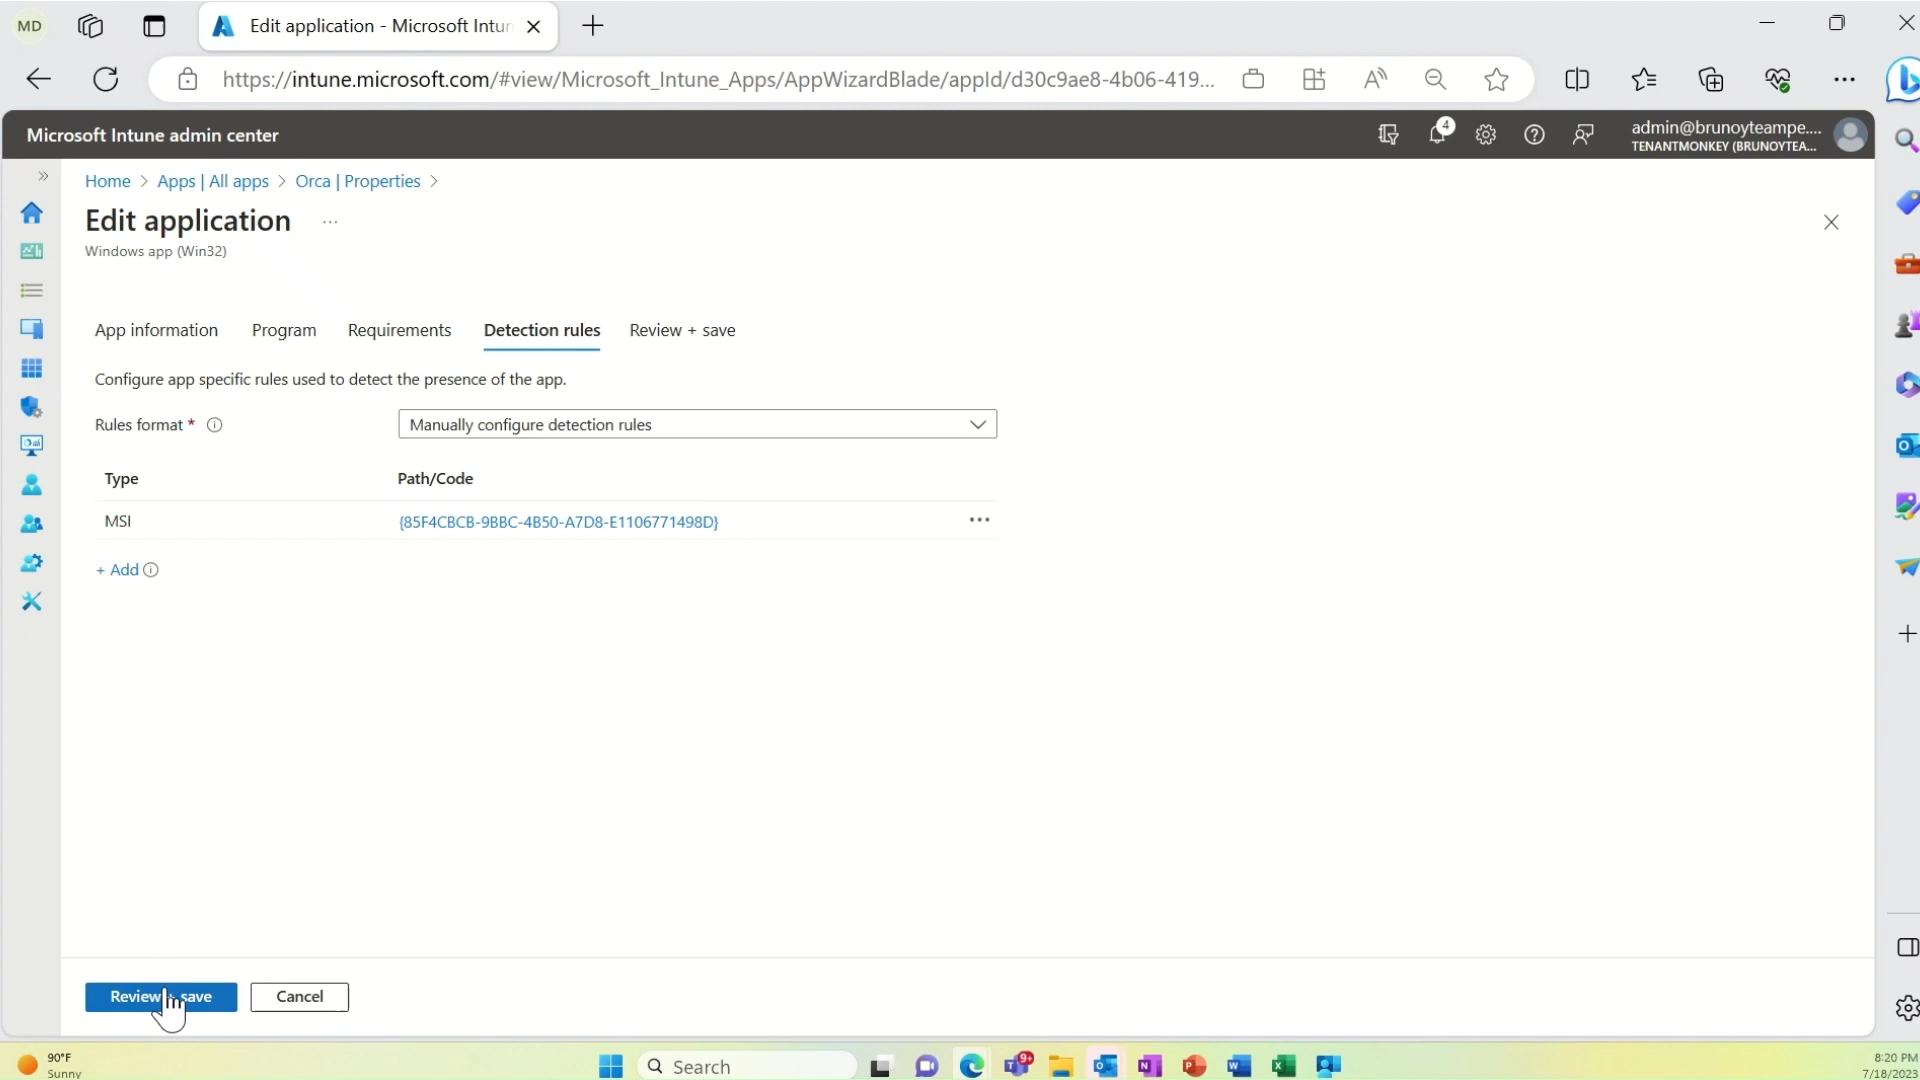 MD
Edit application - Microsoft Intun
https://intune.microsoft.com/#view/Microsoft_Intune_Apps/AppWizardBlade/appId/d30c9ae8-4b06-419...
Microsoft Intune admin center
4
admin@brunoyteampe....
TENANTMONKEY (BRUNOYTEA...
Home > Apps | All apps > Orca | Properties >
Edit application ...
Windows app (Win32)
App information Program Requirements Detection rules Review + save
Configure app specific rules used to detect the presence of the app.
Rules format * Manually configure detection rules
Type Path/Code
MSI {85F4CBCB-9BBC-4B50-A7D8-E1106771498D} ...
+ Add
Review + save Cancel
90°F
Sunny
Search
9+
8:20 PM
7/18/2023